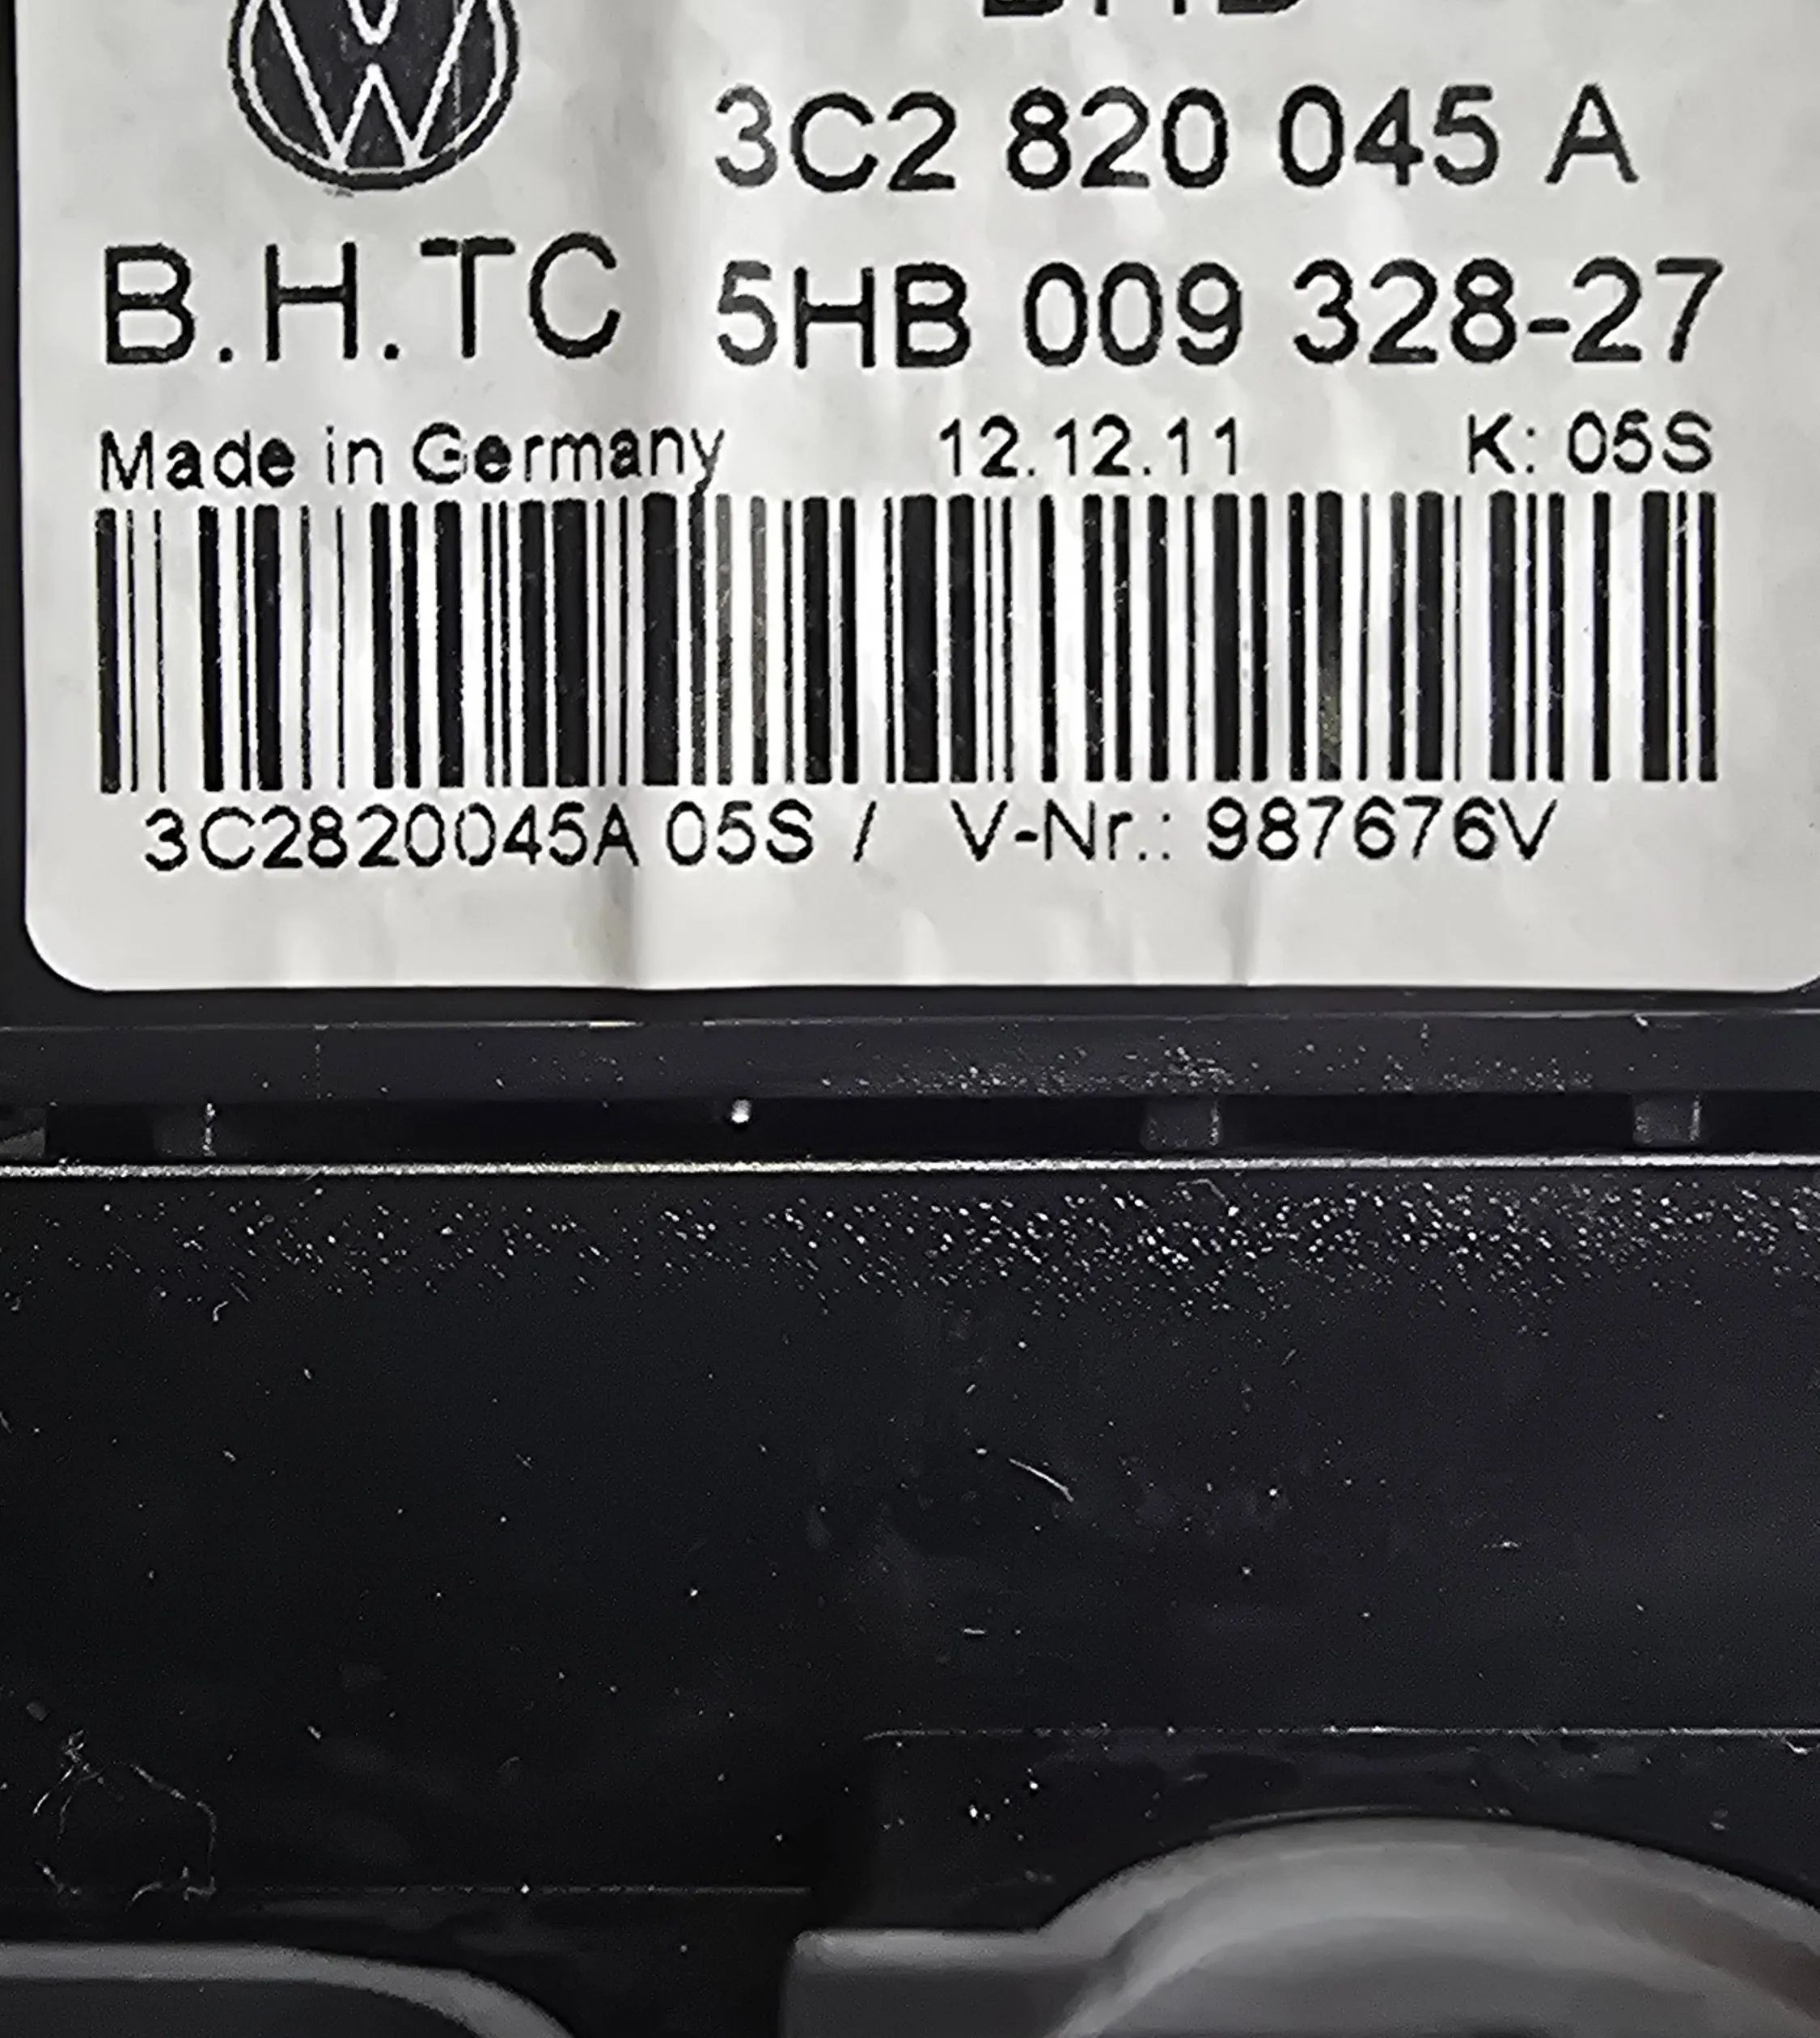 3C2 820 045 A
B.H.TC 5HB 009 328-27
Made in Germany 12.12.11 K: 05S
3C2820045A 05S / V-Nr.: 987676V